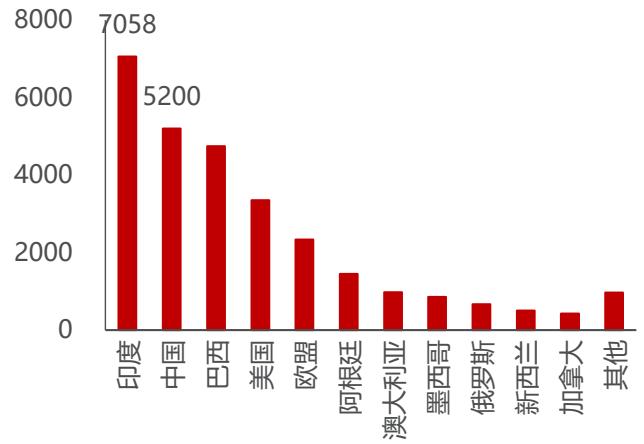 8000
7058
6000
5200
4000
2000
0
印度
中国
巴西
美国
欧盟
阿根廷
澳大利亚
墨西哥
俄罗斯
新西兰
加拿大
其他